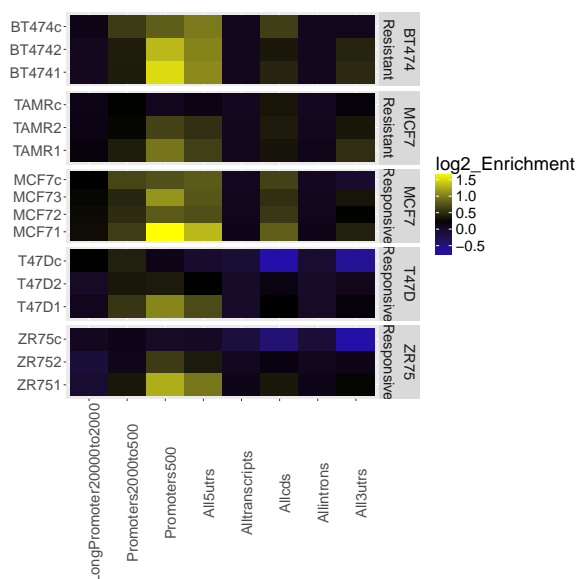 BT474c
BT4742
BT4741
BT474
Resistant
TAMRc
TAMR2
TAMR1
MCF7
Resistant
MCF7c
MCF73
MCF72
MCF71
MCF7
Responsive
T47Dc
T47D2
T47D1
T47D
Responsive
ZR75c
ZR752
ZR751
ZR75
Responsive
log2_Enrichment
1.5
1.0
0.5
0.0
−0.5
LongPromoter20000to2000
Promoters2000to500
Promoters500
All5utrs
Alltranscripts
Allcds
Allintrons
All3utrs